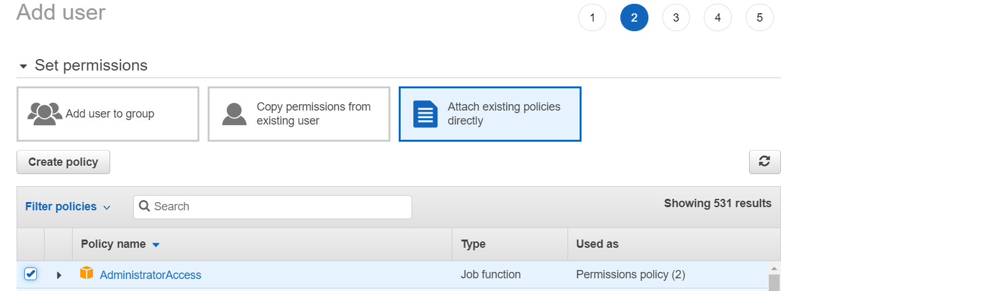 Add user
1 2 3 4 5
Set permissions
Add user to group
Copy permissions from
existing user
Attach existing policies
directly
Create policy
Filter policies
Search
Showing 531 results
Policy name Type Used as
AdministratorAccess Job function Permissions policy (2)